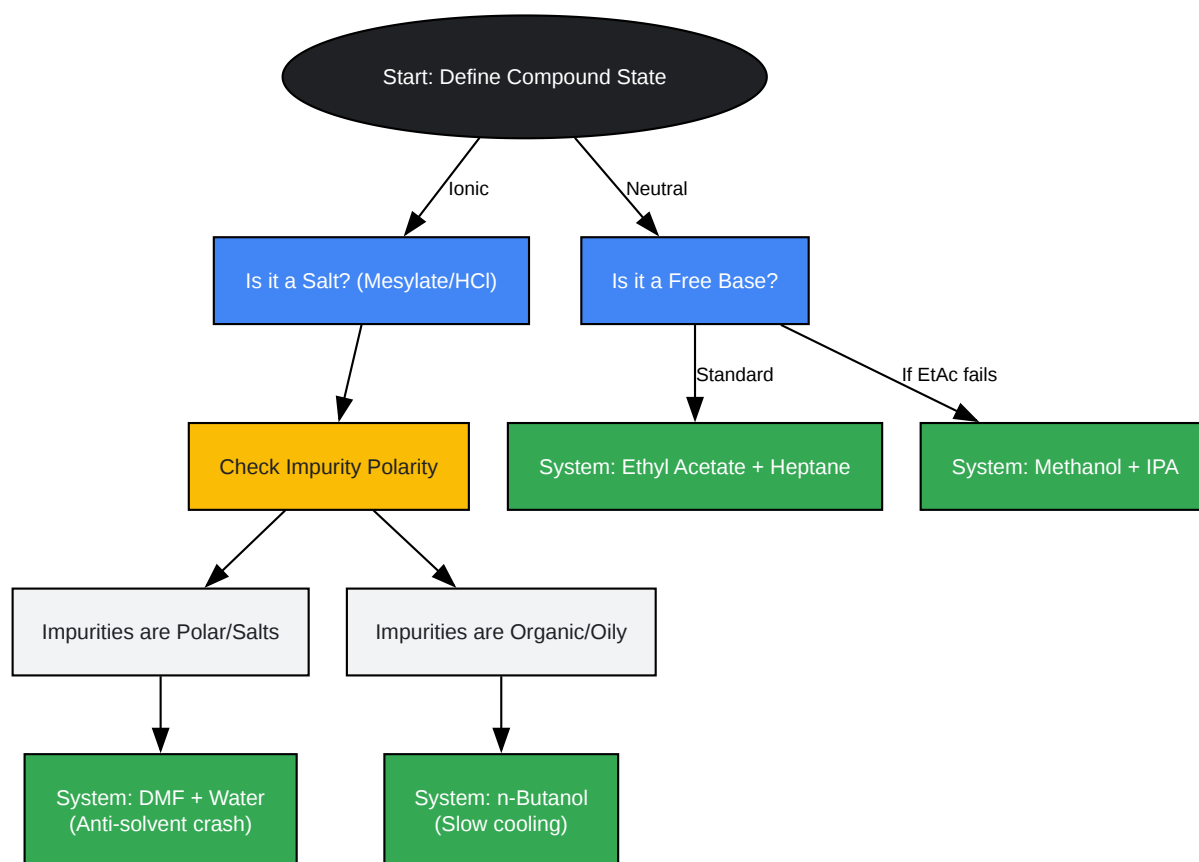 Start: Define Compound State
Ionic
Neutral
Is it a Salt? (Mesylate/HCl)
Is it a Free Base?
Standard
If EtAc fails
Check Impurity Polarity
System: Ethyl Acetate + Heptane
System: Methanol + IPA
Impurities are Polar/Salts
Impurities are Organic/Oily
System: DMF + Water
(Anti-solvent crash)
System: n-Butanol
(Slow cooling)